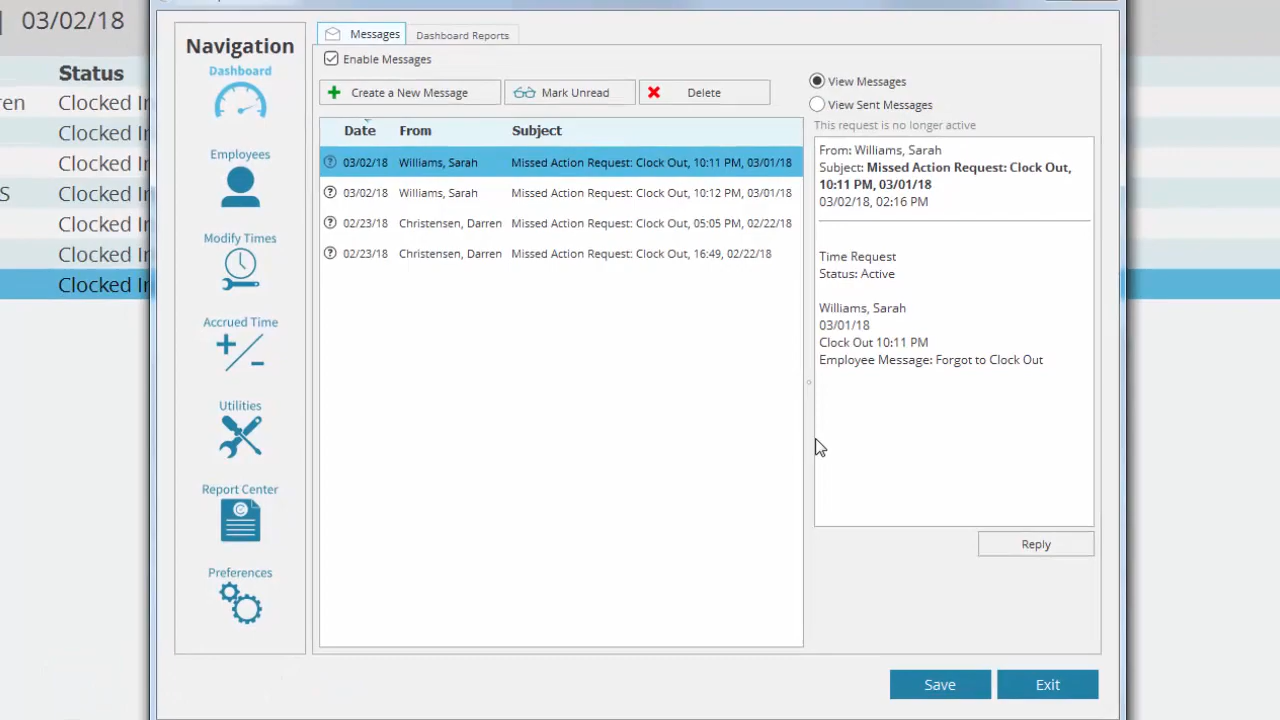 03/02/18
Status
ren Clocked In
Clocked In
Clocked In
S Clocked In
Clocked In
Clocked In
Clocked In
Navigation
Dashboard
Employees
Modify Times
Accrued Time
Utilities
Report Center
Preferences
Messages
Dashboard Reports
Enable Messages
Create a New Message
Mark Unread
Delete
Date From Subject
03/02/18 Williams, Sarah Missed Action Request: Clock Out, 10:11 PM, 03/01/18
03/02/18 Williams, Sarah Missed Action Request: Clock Out, 10:12 PM, 03/01/18
02/23/18 Christensen, Darren Missed Action Request: Clock Out, 05:05 PM, 02/22/18
02/23/18 Christensen, Darren Missed Action Request: Clock Out, 16:49, 02/22/18
View Messages
View Sent Messages
This request is no longer active
From: Williams, Sarah
Subject: Missed Action Request: Clock Out,
10:11 PM, 03/01/18
03/02/18, 02:16 PM
Time Request
Status: Active
Williams, Sarah
03/01/18
Clock Out 10:11 PM
Employee Message: Forgot to Clock Out
Reply
Save
Exit